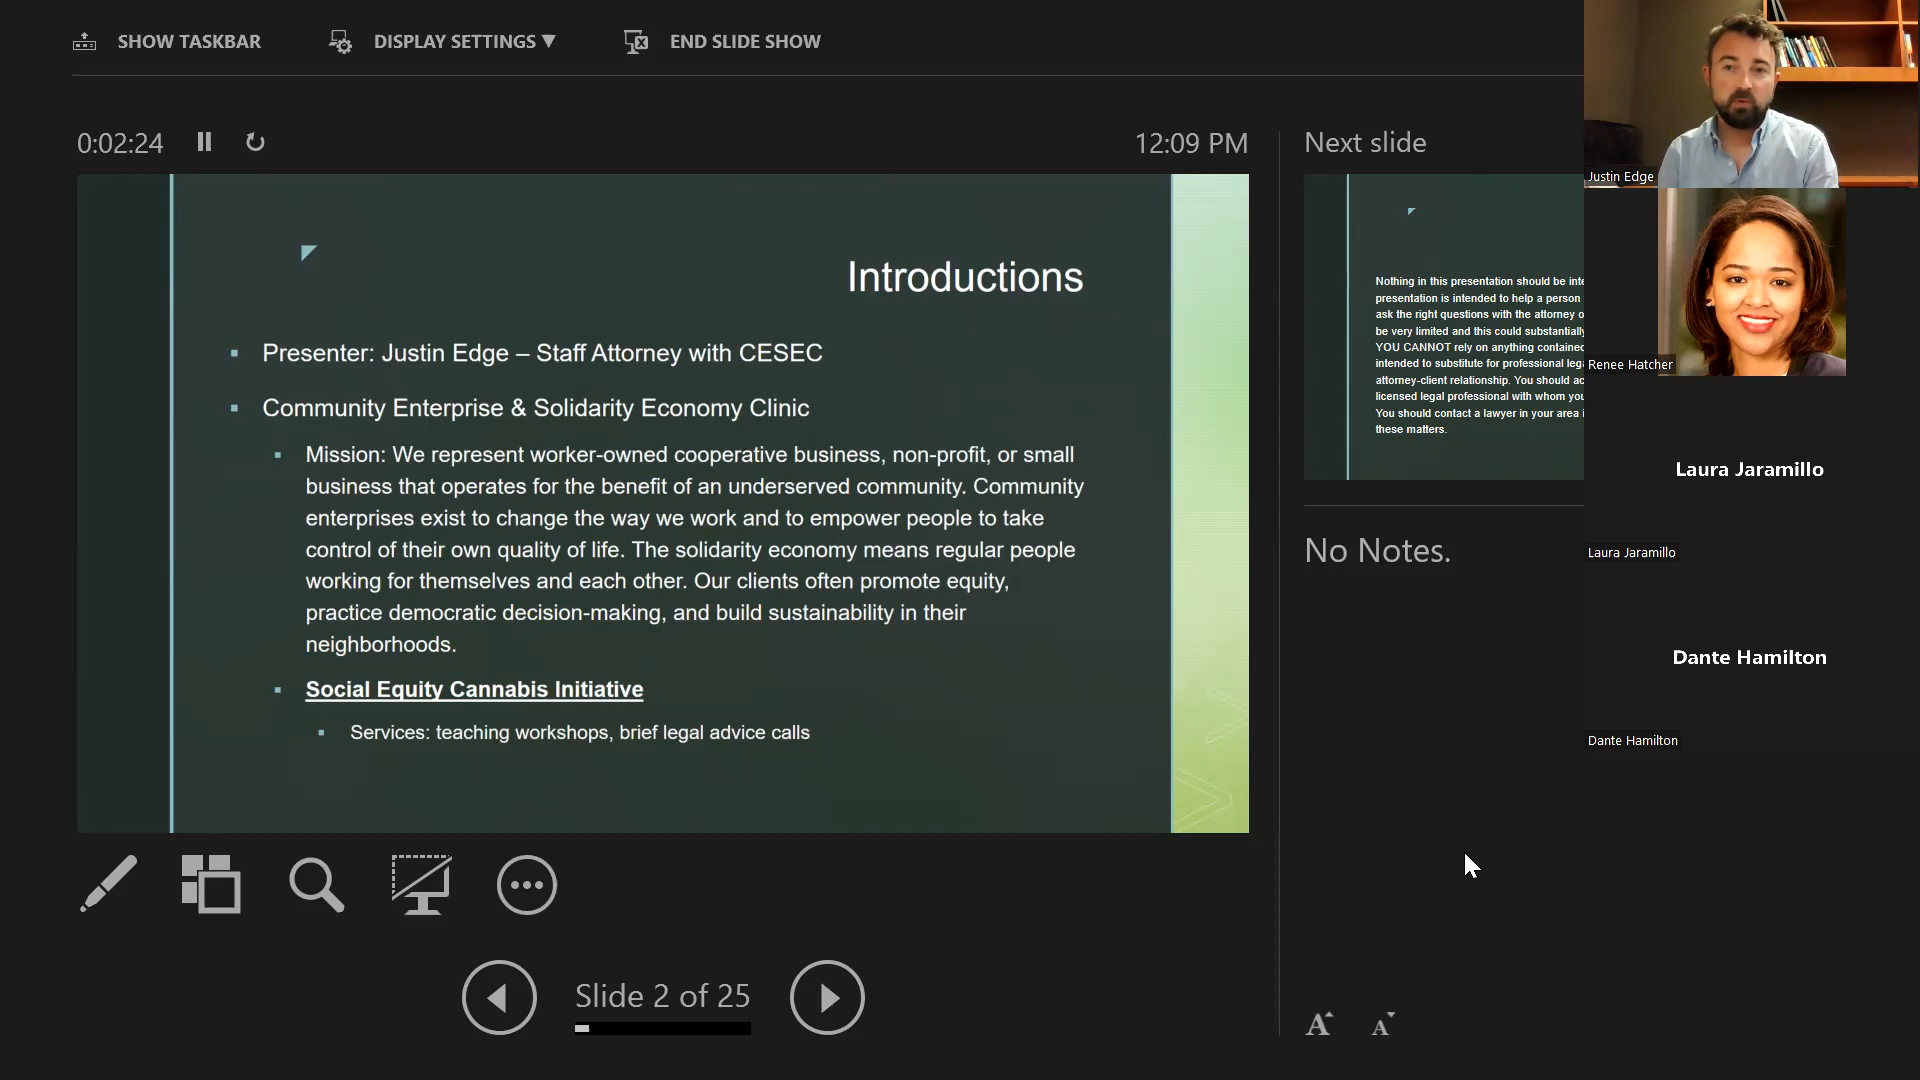 SHOW TASKBAR
DISPLAY SETTINGS ▼
END SLIDE SHOW
0:02:24
12:09 PM
Introductions
▪ Presenter: Justin Edge – Staff Attorney with CESEC
▪ Community Enterprise & Solidarity Economy Clinic
▪ Mission: We represent worker-owned cooperative business, non-profit, or small
business that operates for the benefit of an underserved community. Community
enterprises exist to change the way we work and to empower people to take
control of their own quality of life. The solidarity economy means regular people
working for themselves and each other. Our clients often promote equity,
practice democratic decision-making, and build sustainability in their
neighborhoods.
▪ Social Equity Cannabis Initiative
▪ Services: teaching workshops, brief legal advice calls
Slide 2 of 25
Next slide
Nothing in this presentation should be
presentation is intended to help a person
ask the right questions with the attorney
be very limited and this could substantially
YOU CANNOT rely on anything contained
intended to substitute for professional
attorney-client relationship. You should
licensed legal professional with whom
You should contact a lawyer in your area
these matters.
No Notes.
A A
Justin Edge
Renee Hatcher
Laura Jaramillo
Laura Jaramillo
Dante Hamilton
Dante Hamilton